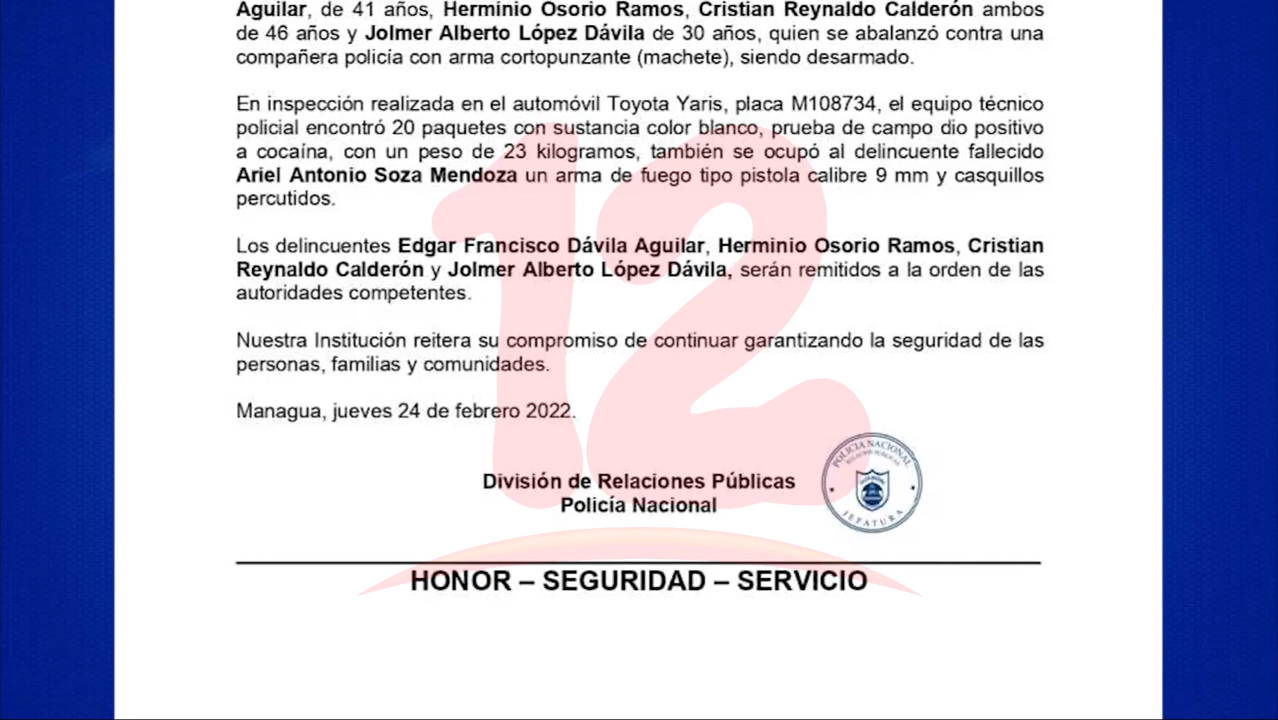 Aguilar, de 41 años, Herminio Osorio Ramos, Cristian Reynaldo Calderón ambos
de 46 años y Jolmer Alberto López Dávila de 30 años, quien se abalanzó contra una
compañera policía con arma cortopunzante (machete), siendo desarmado.
En inspección realizada en el automóvil Toyota Yaris, placa M108734, el equipo técnico
policial encontró 20 paquetes con sustancia color blanco, prueba de campo dio positivo
a cocaína, con un peso de 23 kilogramos, también se ocupó al delincuente fallecido
Ariel Antonio Soza Mendoza un arma de fuego tipo pistola calibre 9 mm y casquillos
percutidos.
Los delincuentes Edgar Francisco Dávila Aguilar, Herminio Osorio Ramos, Cristian
Reynaldo Calderón y Jolmer Alberto López Dávila, serán remitidos a la orden de las
autoridades competentes.
Nuestra Institución reitera su compromiso de continuar garantizando la seguridad de las
personas, familias y comunidades.
Managua, jueves 24 de febrero 2022.
División de Relaciones Públicas
Policía Nacional
POLICIA NACIONAL
JEFATURA
HONOR – SEGURIDAD – SERVICIO
12